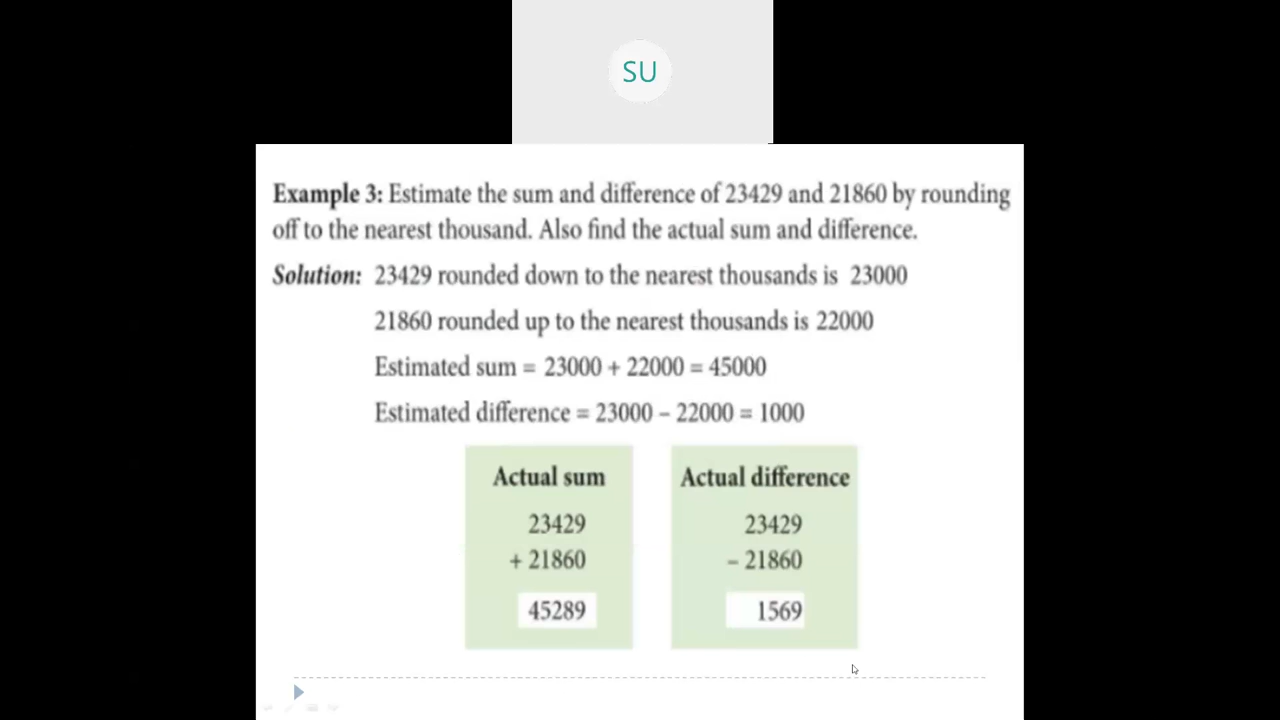 SU
Example 3: Estimate the sum and difference of 23429 and 21860 by rounding
off to the nearest thousand. Also find the actual sum and difference.
Solution: 23429 rounded down to the nearest thousands is 23000
21860 rounded up to the nearest thousands is 22000
Estimated sum = 23000 + 22000 = 45000
Estimated difference = 23000 – 22000 = 1000
Actual sum
23429
+ 21860
45289
Actual difference
23429
– 21860
1569